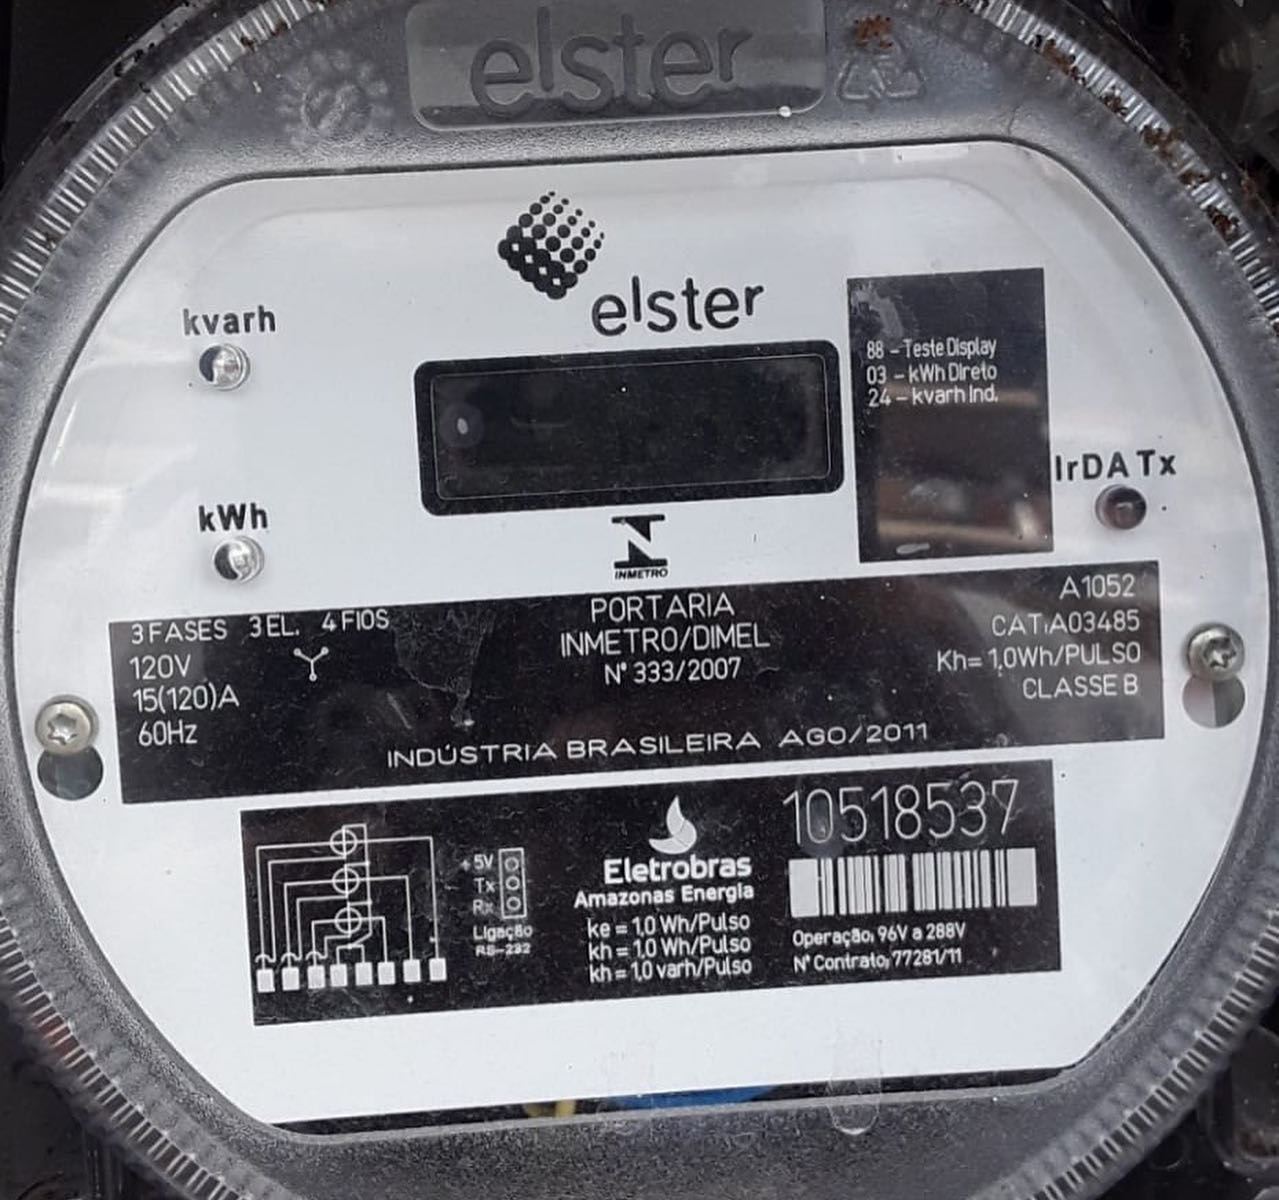 elster
elster
kvarh
88 - Teste Display
03 - kWh Direto
24 - kvarh Ind.
IrDA Tx
kWh
INMETRO
3 FASES 3 EL. 4 FIOS
120V
15(120)A
60Hz
PORTARIA
INMETRO/DIMEL
N° 333/2007
A1052
CAT.A03485
Kh= 1,0Wh/PULSO
CLASSE B
INDÚSTRIA BRASILEIRA AGO/2011
+5V
Tx
Rx
Ligação
RS-232
Eletrobras
Amazonas Energia
ke = 1,0 Wh/Pulso
kh = 1,0 Wh/Pulso
kh = 1,0 varh/Pulso
10518537
Operação: 96V a 288V
N° Contrato: 77281/11